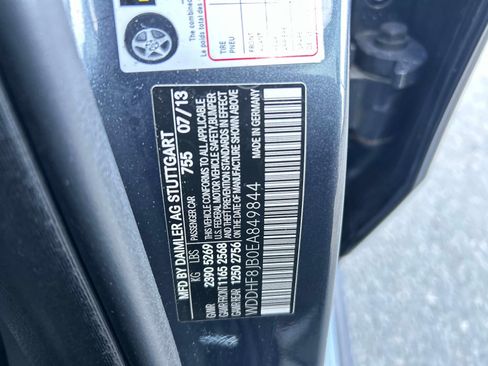 The combined
Le poids total des
TIRE
PNEU
FRONT
MFD BY DAIMLER AG STUTTGART
755 07/13
KG LBS PASSENGER CAR
GVWR 2390 5269 THIS VEHICLE CONFORMS TO ALL APPLICABLE
GAWR FRONT 1165 2568 U.S. FEDERAL MOTOR VEHICLE SAFETY, BUMPER
AND THEFT PREVENTION STANDARDS IN EFFECT
GAWR REAR 1250 2756 ON THE DATE OF MANUFACTURE SHOWN ABOVE
MADE IN GERMANY
WDDHF8JB0EA849844